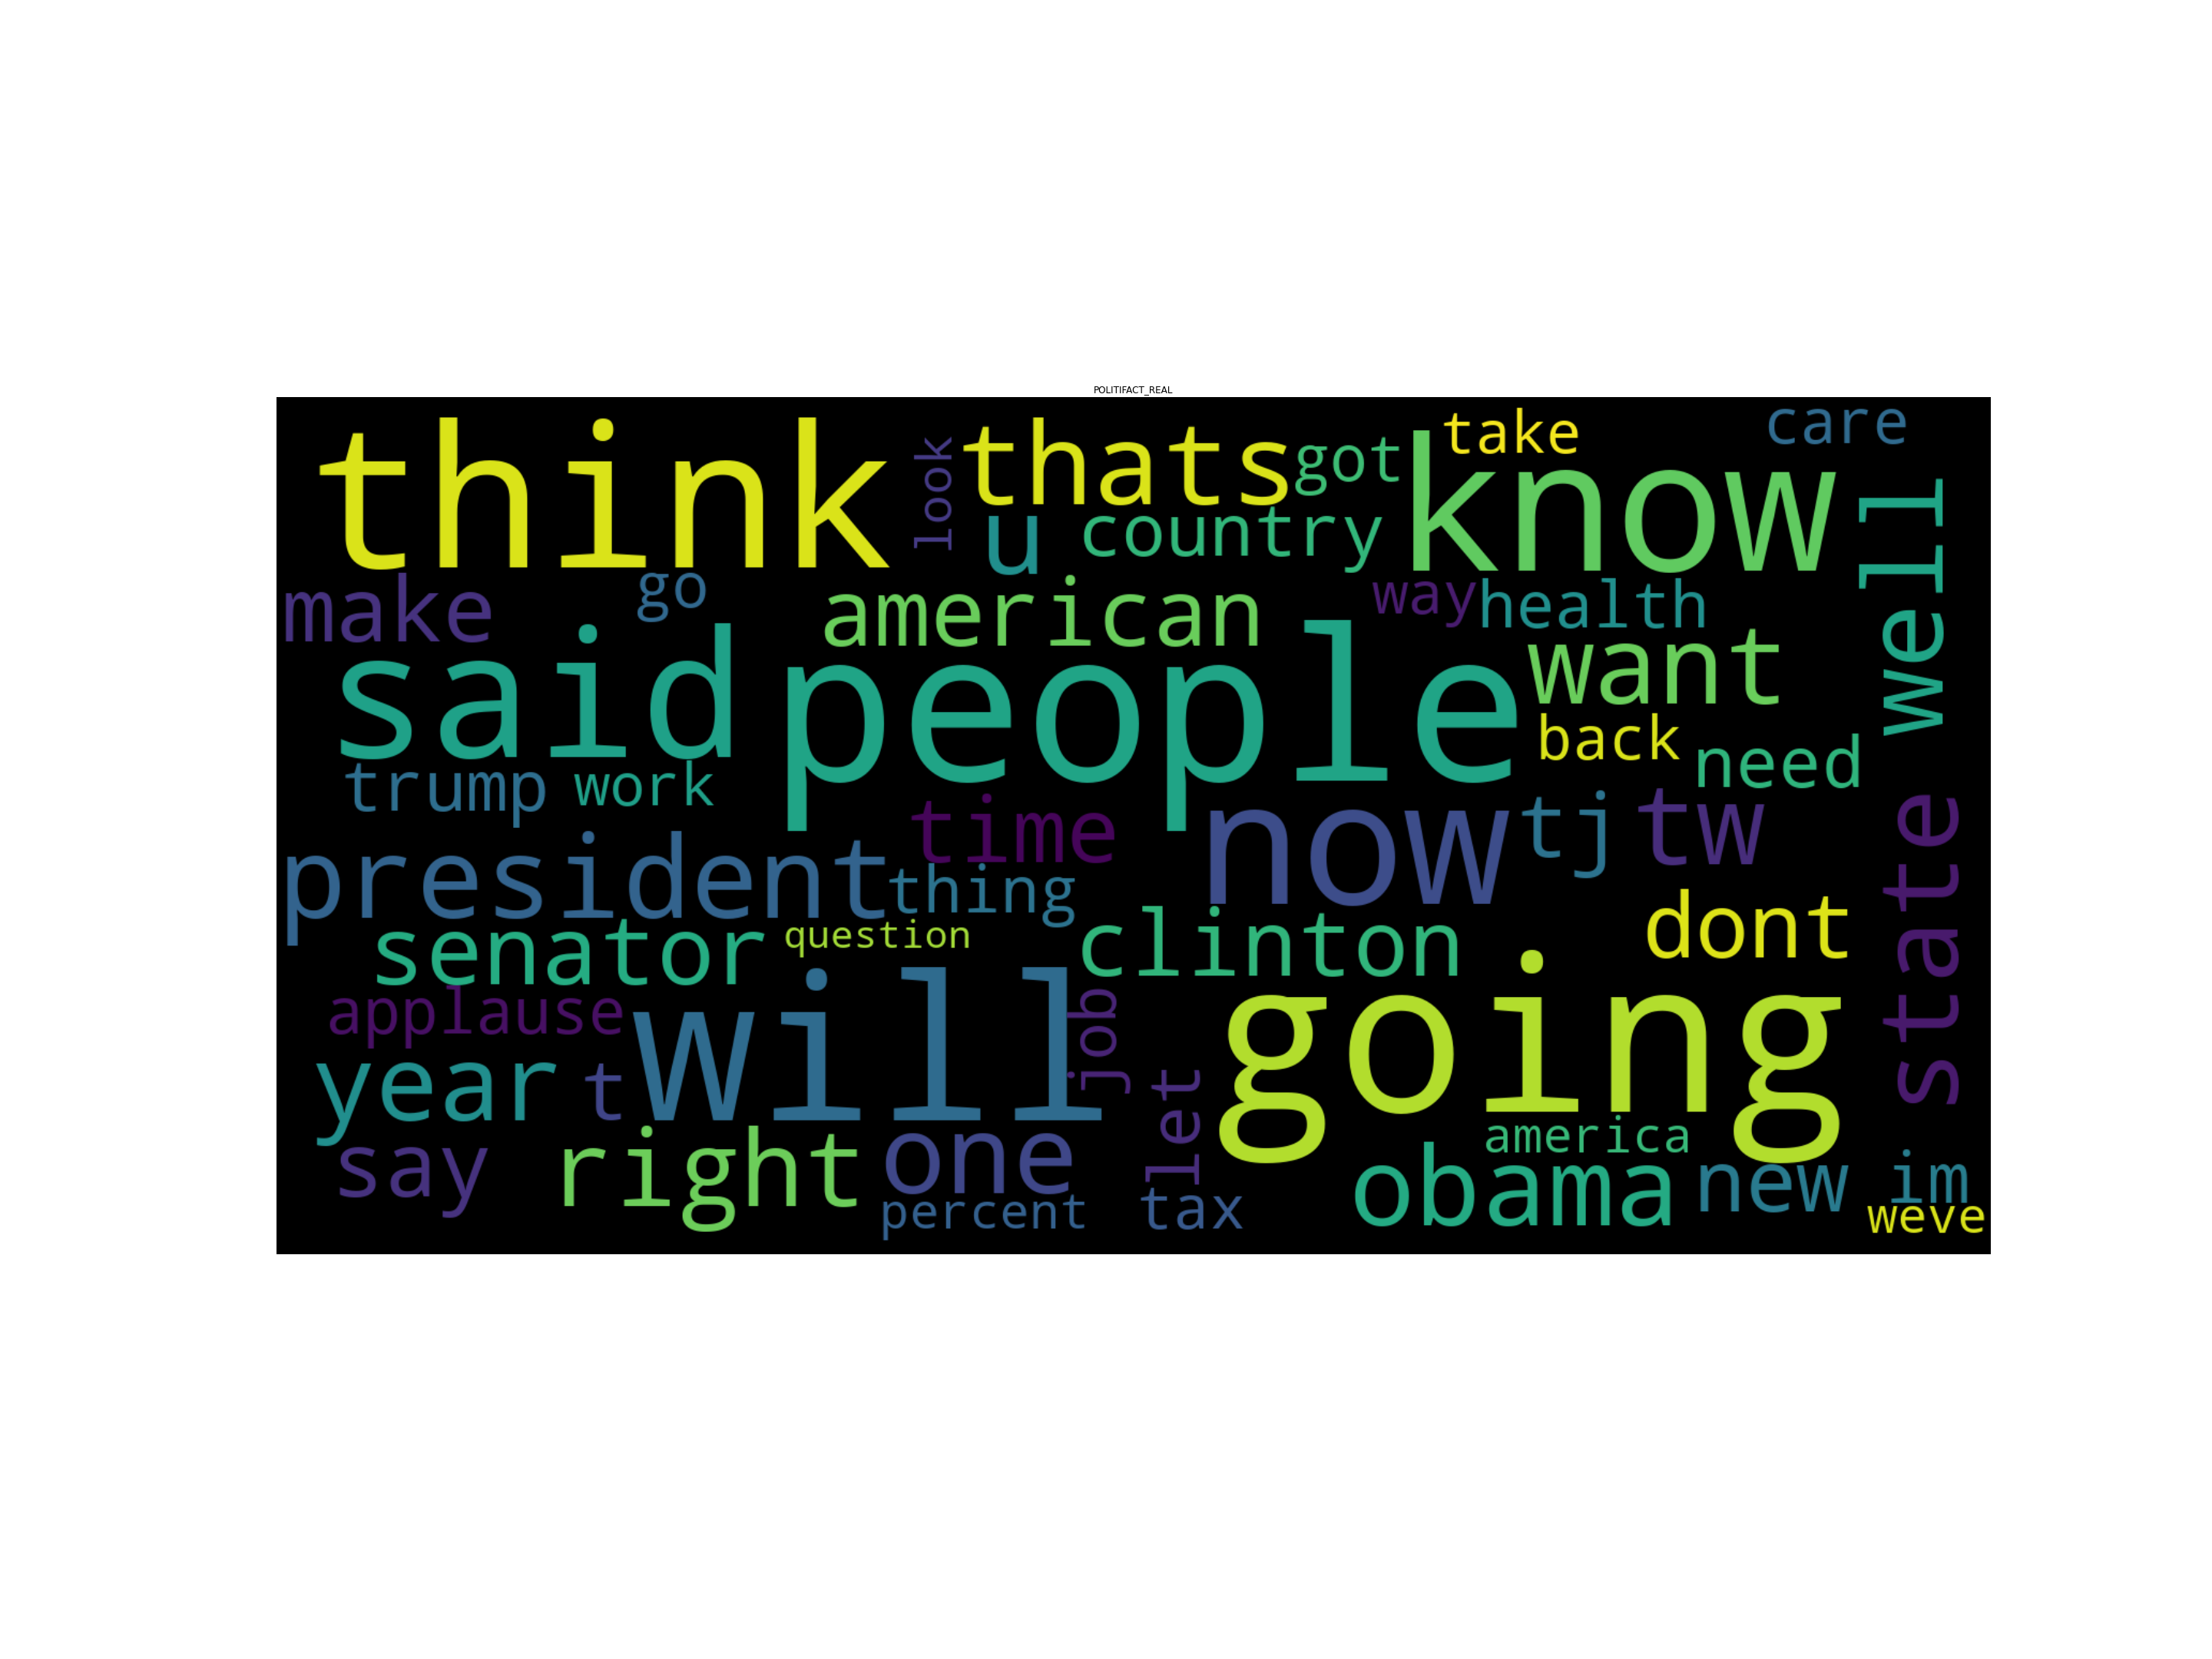 POLITIFACT_REAL
think
look
thats
got
take
care
know
well
u
country
make
go
american
way
health
said
people
want
back
need
trump
work
time
now
tj
tw
state
president
thing
senator
question
clinton
dont
applause
will
job
going
year
t
let
america
say
right
one
obama
new
im
percent
tax
weve